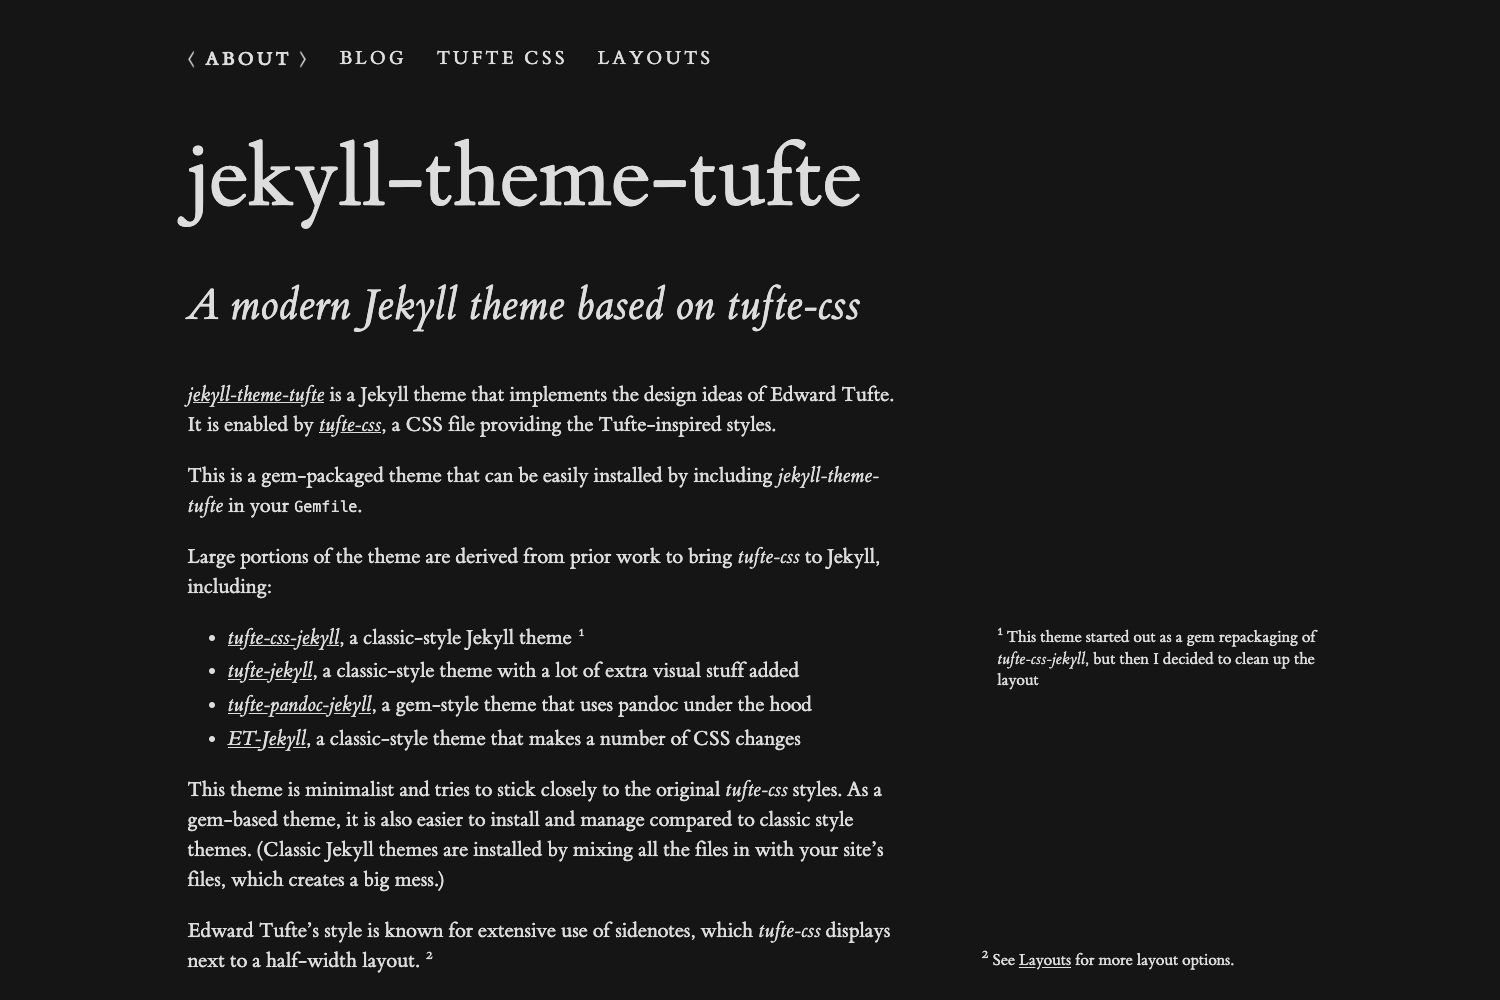 〈 ABOUT 〉 BLOG TUFTE CSS LAYOUTS
jekyll-theme-tufte
A modern Jekyll theme based on tufte-css
jekyll-theme-tufte is a Jekyll theme that implements the design ideas of Edward Tufte.
It is enabled by tufte-css, a CSS file providing the Tufte-inspired styles.
This is a gem-packaged theme that can be easily installed by including jekyll-theme-
tufte in your Gemfile.
Large portions of the theme are derived from prior work to bring tufte-css to Jekyll,
including:
• tufte-css-jekyll, a classic-style Jekyll theme ¹
• tufte-jekyll, a classic-style theme with a lot of extra visual stuff added
• tufte-pandoc-jekyll, a gem-style theme that uses pandoc under the hood
• ET-Jekyll, a classic-style theme that makes a number of CSS changes
¹ This theme started out as a gem repackaging of
tufte-css-jekyll, but then I decided to clean up the
layout
This theme is minimalist and tries to stick closely to the original tufte-css styles. As a
gem-based theme, it is also easier to install and manage compared to classic style
themes. (Classic Jekyll themes are installed by mixing all the files in with your site’s
files, which creates a big mess.)
Edward Tufte’s style is known for extensive use of sidenotes, which tufte-css displays
next to a half-width layout. ²
² See Layouts for more layout options.